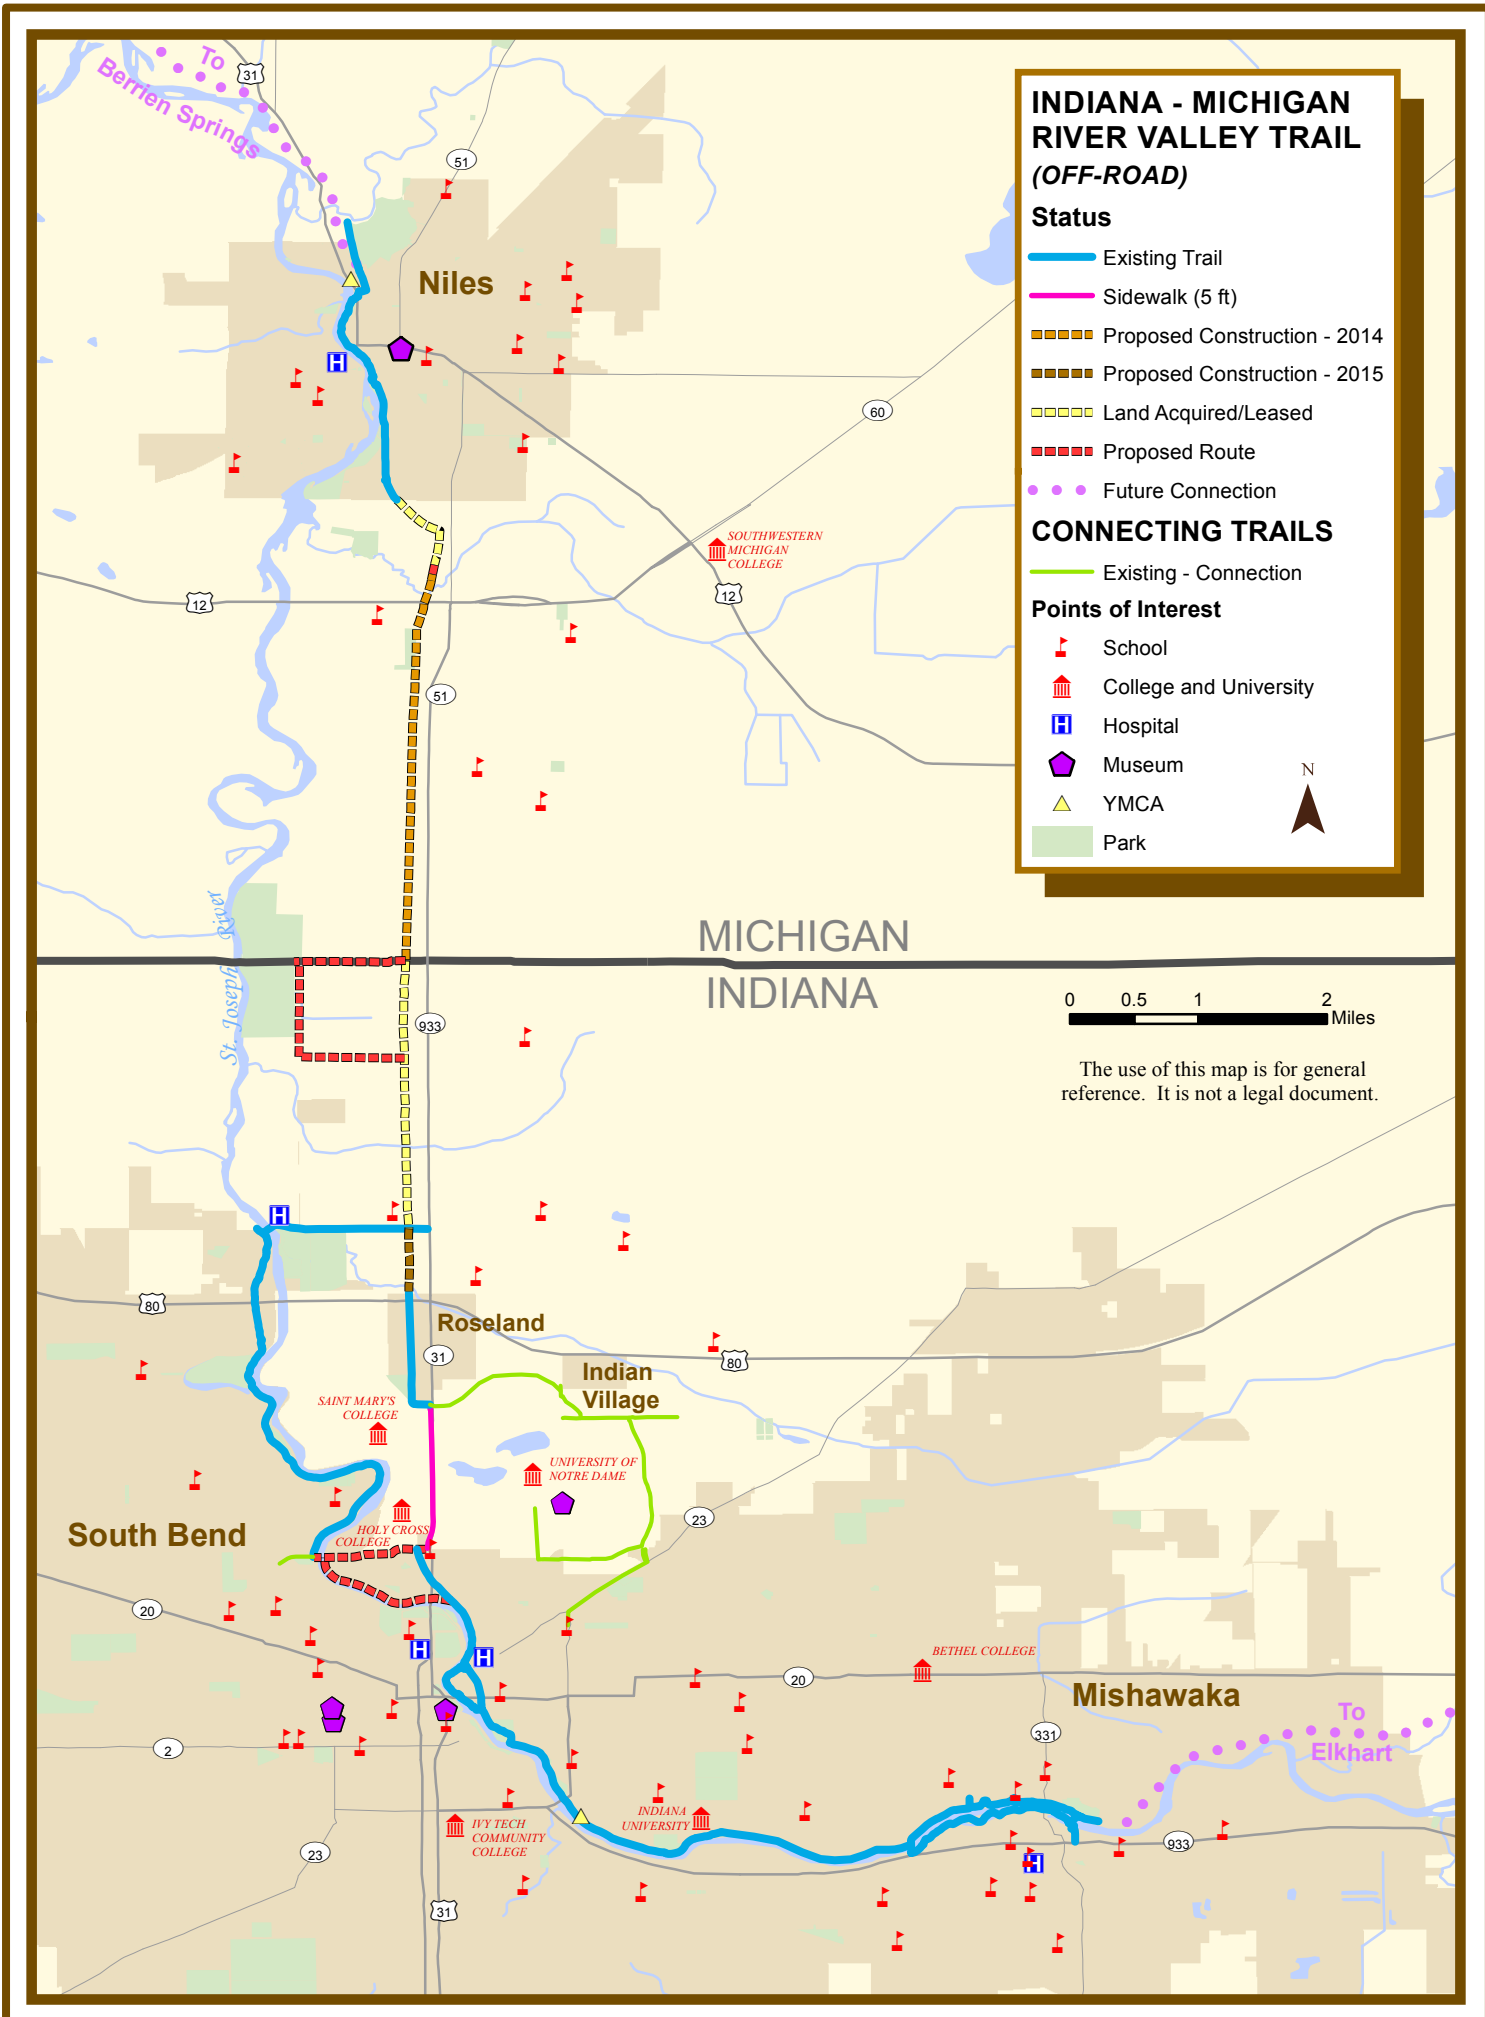 To
Berrien Springs
31
51
Niles
60
SOUTHWESTERN
MICHIGAN
COLLEGE
12
12
51
INDIANA - MICHIGAN
RIVER VALLEY TRAIL
(OFF-ROAD)
Status
Existing Trail
Sidewalk (5 ft)
Proposed Construction - 2014
Proposed Construction - 2015
Land Acquired/Leased
Proposed Route
Future Connection
CONNECTING TRAILS
Existing - Connection
Points of Interest
School
College and University
H Hospital
Museum
YMCA
Park
N
H
St. Joseph River
MICHIGAN
INDIANA
933
0 0.5 1 2
Miles
The use of this map is for general
reference. It is not a legal document.
H
80
Roseland
31
80
Indian
Village
SAINT MARY'S
COLLEGE
UNIVERSITY OF
NOTRE DAME
23
South Bend
HOLY CROSS
COLLEGE
20
H
H
BETHEL COLLEGE
20
Mishawaka
331
To
Elkhart
2
INDIANA
UNIVERSITY
IVY TECH
COMMUNITY
COLLEGE
23
933
H
31